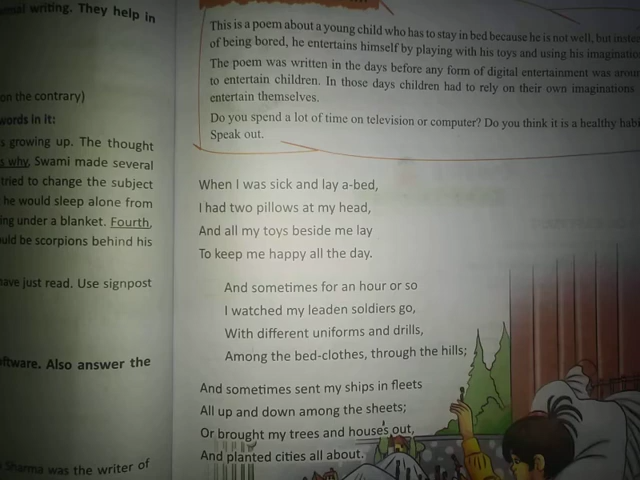 writing. They help in
on the contrary)
words in it:
growing up. The thought
s why, Swami made several
tried to change the subject
he would sleep alone from
ing under a blanket. Fourth,
uld be scorpions behind his
have just read. Use signpost
ftware. Also answer the
Sharma was the writer of
This is a poem about a young child who has to stay in bed because he is not well, but
of being bored, he entertains himself by playing with his toys and using his
The poem was written in the days before any form of digital entertainment was
to entertain children. In those days children had to rely on their own imaginations
entertain themselves.
Do you spend a lot of time on television or computer? Do you think it is a healthy
Speak out.
When I was sick and lay a-bed,
I had two pillows at my head,
And all my toys beside me lay
To keep me happy all the day.
And sometimes for an hour or so
I watched my leaden soldiers go,
With different uniforms and drills,
Among the bed-clothes, through the hills;
And sometimes sent my ships in fleets
All up and down among the sheets;
Or brought my trees and houses out,
And planted cities all about.